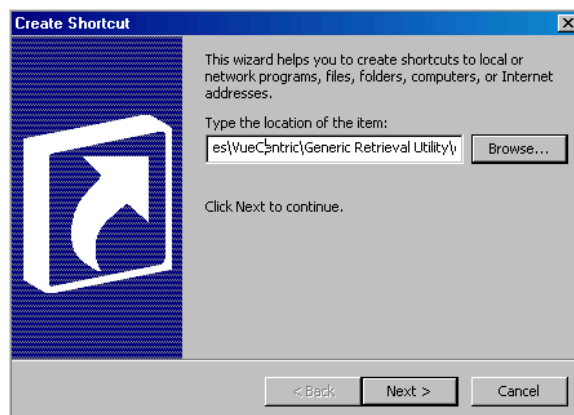 Create Shortcut
This wizard helps you to create shortcuts to local or
network programs, files, folders, computers, or Internet
addresses.
Type the location of the item:
es\VueCentric\Generic Retrieval Utility\
Browse...
Click Next to continue.
< Back
Next >
Cancel